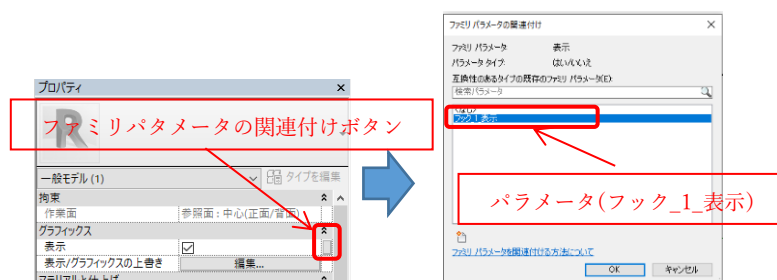 プロパティ
ファミリパタメータの関連付けボタン
一般モデル (1)
タイプを編集
拘束
作業面 参照面 : 中心(正面/背面)
グラフィックス
表示
表示/グラフィックスの上書き 編集...
マテリアルと仕上げ
ファミリ パラメータの関連付け
ファミリ パラメータ: 表示
パラメータ タイプ: はい/いいえ
互換性のあるタイプの既存のファミリ パラメータ(E):
検索パラメータ
<なし>
フック_1_表示
パラメータ(フック_1_表示)
ファミリ パラメータを関連付ける方法について
OK キャンセル